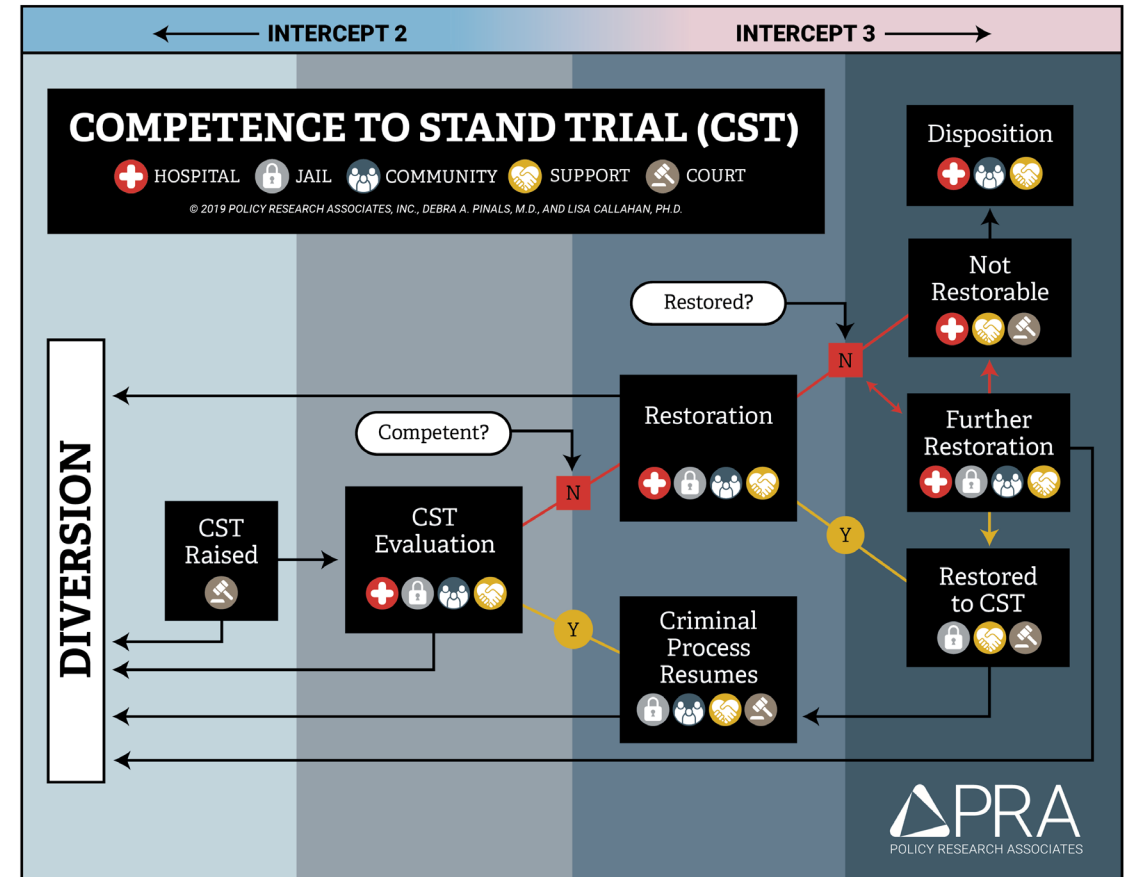 INTERCEPT 2
INTERCEPT 3
COMPETENCE TO STAND TRIAL (CST)
HOSPITAL JAIL COMMUNITY SUPPORT COURT
© 2019 POLICY RESEARCH ASSOCIATES, INC., DEBRA A. PINALS, M.D., AND LISA CALLAHAN, PH.D.
Disposition
Not
Restorable
Restored?
N
Restoration
Further
Restoration
Competent?
N
DIVERSION
CST
Raised
CST
Evaluation
Y
Y
Criminal
Process
Resumes
Restored
to CST
PRA
POLICY RESEARCH ASSOCIATES